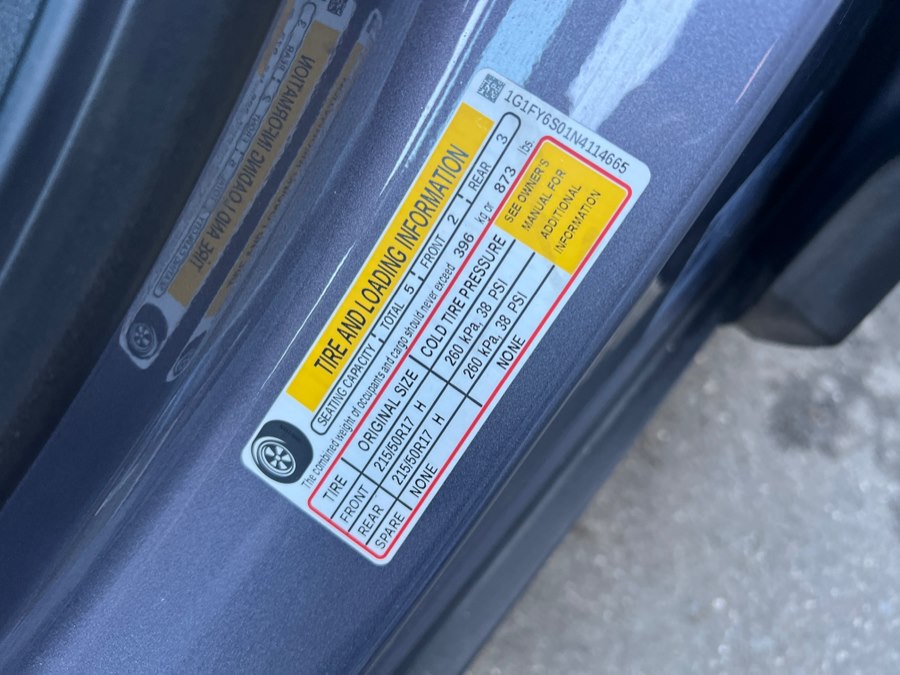 1G1FY6S01N4114665
TIRE AND LOADING INFORMATION
SEATING CAPACITY TOTAL 5 FRONT 2 REAR 3
The combined weight of occupants and cargo should never exceed 396 kg or 873 lbs.
TIRE ORIGINAL SIZE COLD TIRE PRESSURE
FRONT 215/50R17 H 260 kPa, 38 PSI
REAR 215/50R17 H 260 kPa, 38 PSI
SPARE NONE NONE
SEE OWNER'S
MANUAL FOR
ADDITIONAL
INFORMATION